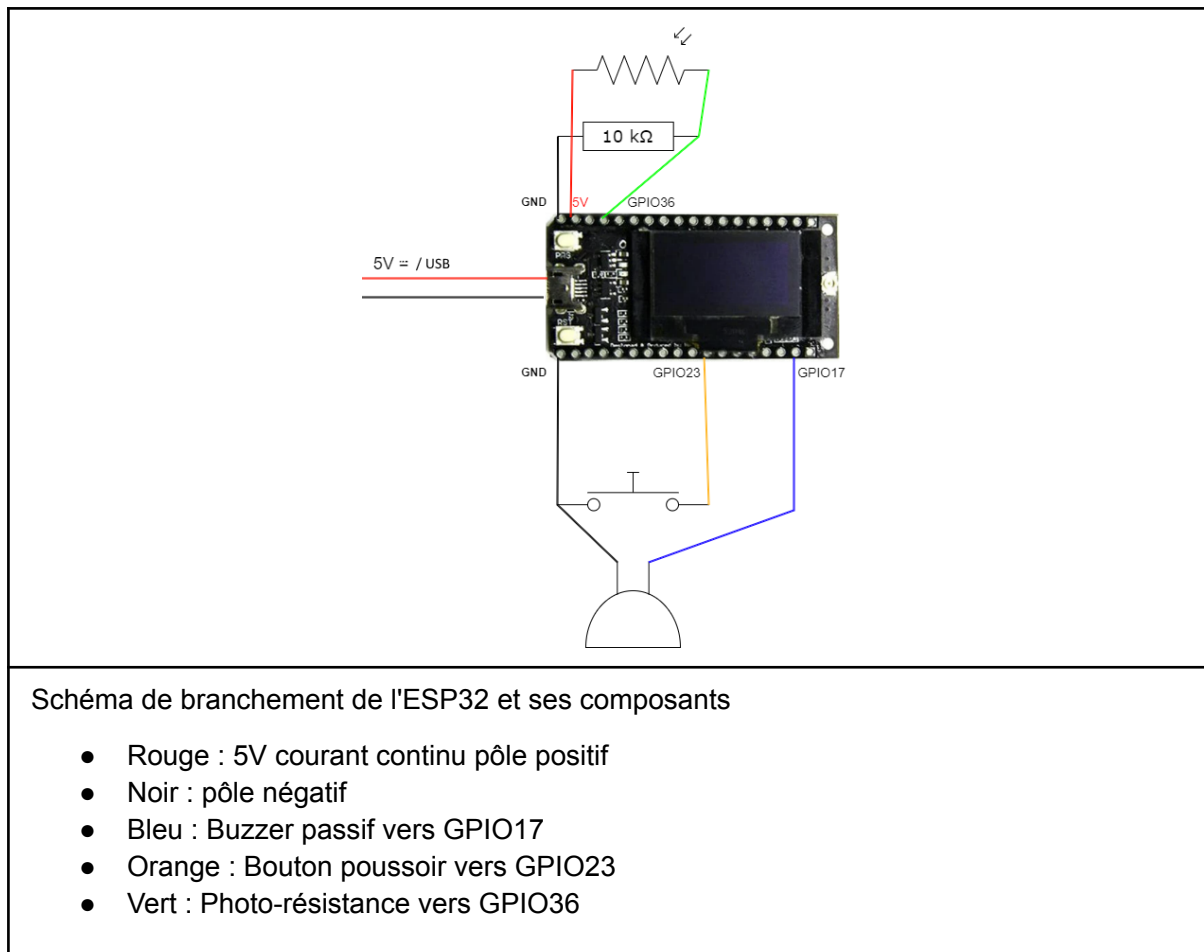 10 kΩ
GND
5V
GPIO36
PRG
5V ⎓ / USB
RST
GND
GPIO23
GPIO17
Schéma de branchement de l'ESP32 et ses composants
● Rouge : 5V courant continu pôle positif
● Noir : pôle négatif
● Bleu : Buzzer passif vers GPIO17
● Orange : Bouton poussoir vers GPIO23
● Vert : Photo-résistance vers GPIO36